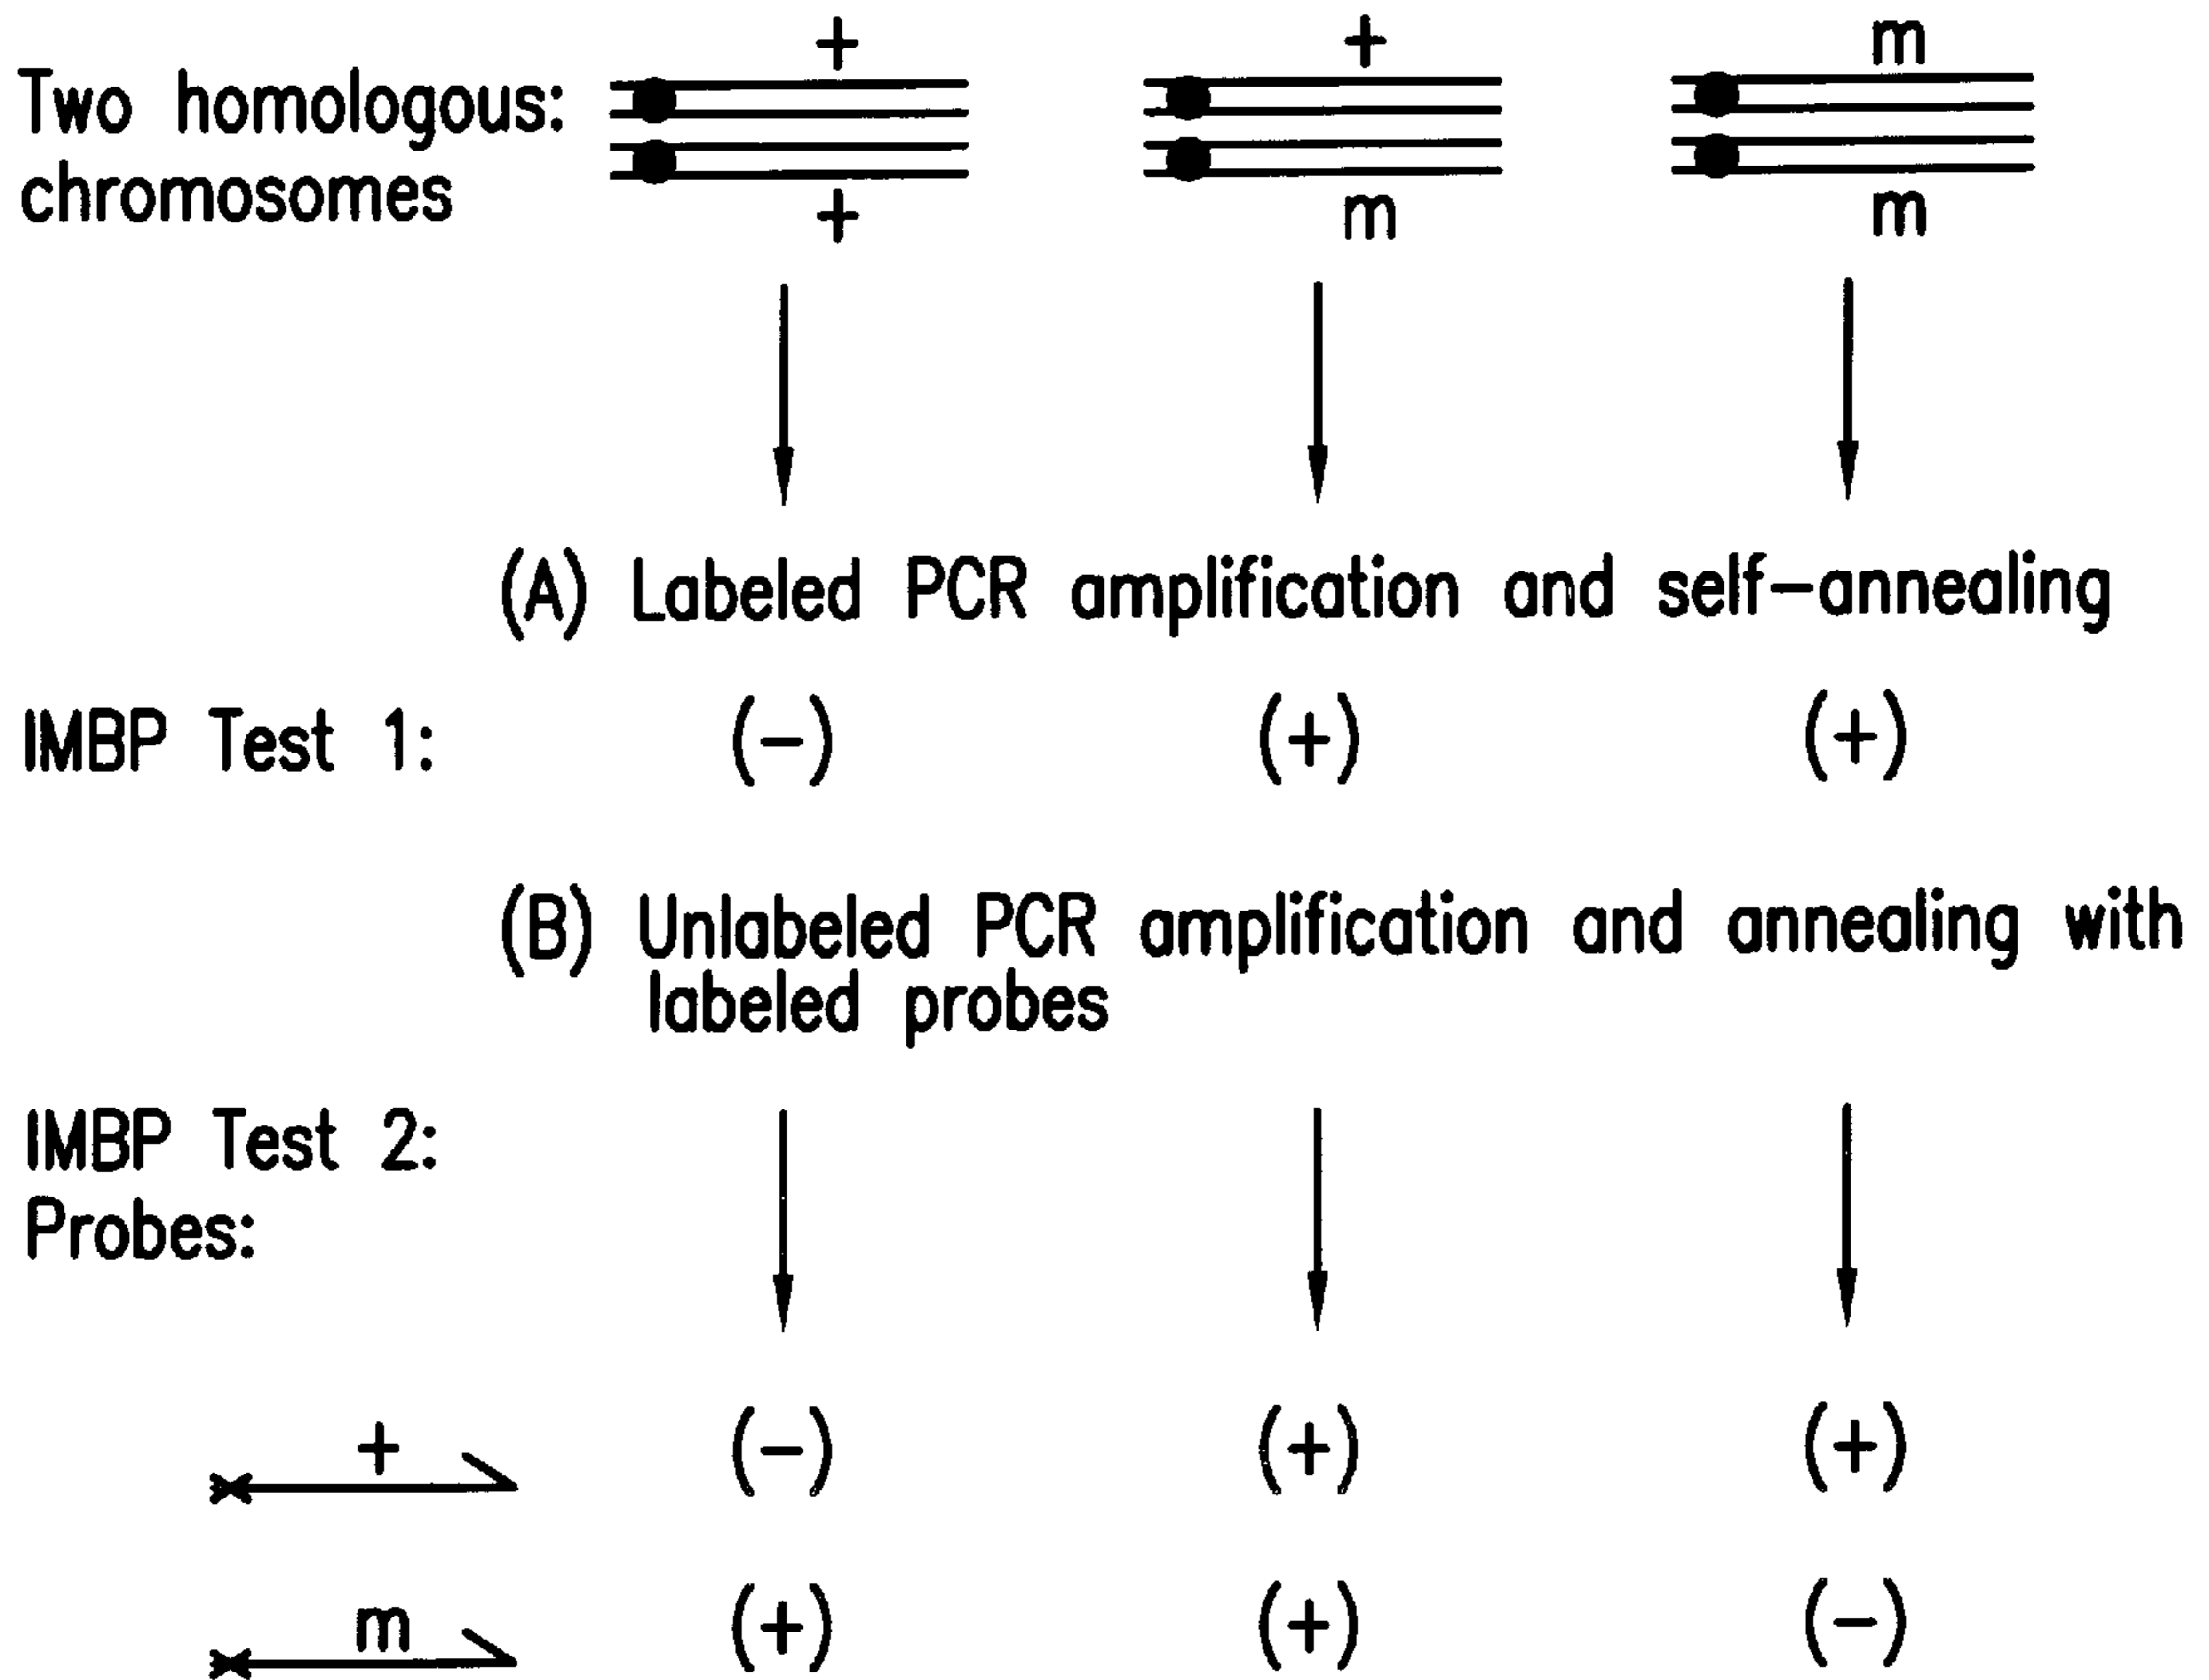 + + m
Two homologous:
chromosomes
+ m m
(A) Labeled PCR amplification and self-annealing
IMBP Test 1: (-) (+) (+)
(B) Unlabeled PCR amplification and annealing with
labeled probes
IMBP Test 2:
Probes:
+ (-) (+) (+)
m (+) (+) (-)